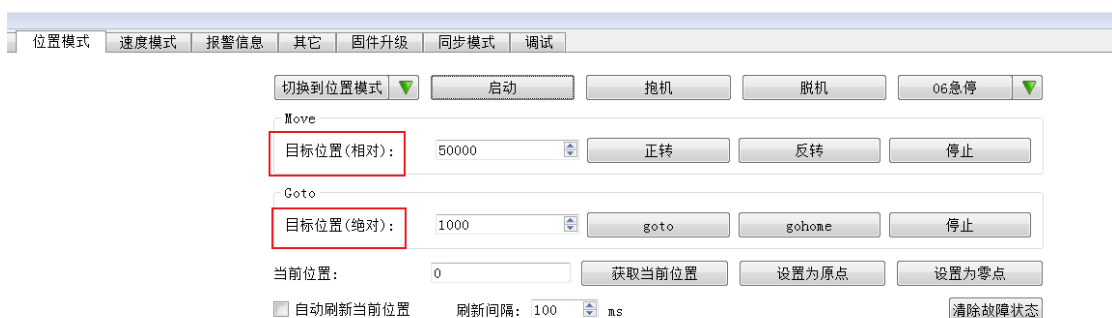 位置模式 速度模式 报警信息 其它 固件升级 同步模式 调试
切换到位置模式 启动 抱机 脱机 06急停
Move
目标位置(相对): 50000 正转 反转 停止
Goto
目标位置(绝对): 1000 goto gohome 停止
当前位置: 0 获取当前位置 设置为原点 设置为零点
自动刷新当前位置 刷新间隔: 100 ms 清除故障状态